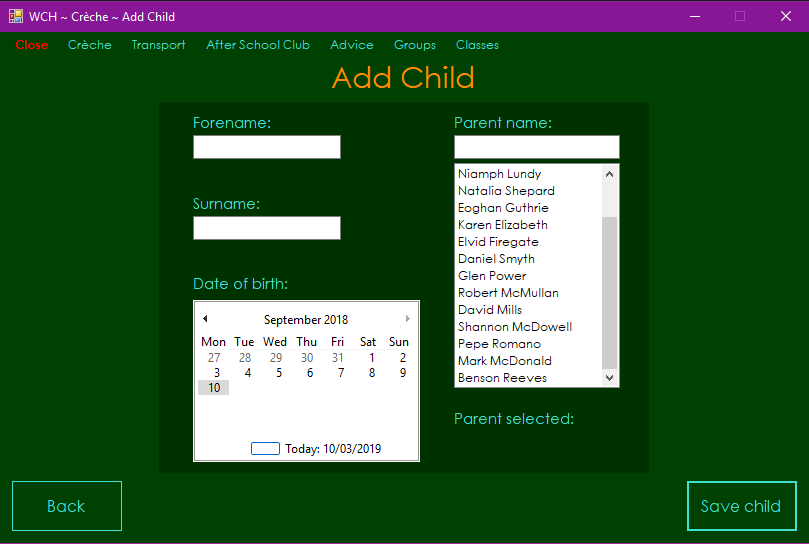 WCH ~ Crèche ~ Add Child
Close Crèche Transport After School Club Advice Groups Classes
Add Child
Forename:
Surname:
Date of birth:
September 2018
Mon Tue Wed Thu Fri Sat Sun
27 28 29 30 31 1 2
3 4 5 6 7 8 9
10
Today: 10/03/2019
Parent name:
Niamph Lundy
Natalia Shepard
Eoghan Guthrie
Karen Elizabeth
Elvid Firegate
Daniel Smyth
Glen Power
Robert McMullan
David Mills
Shannon McDowell
Pepe Romano
Mark McDonald
Benson Reeves
Parent selected:
Back
Save child